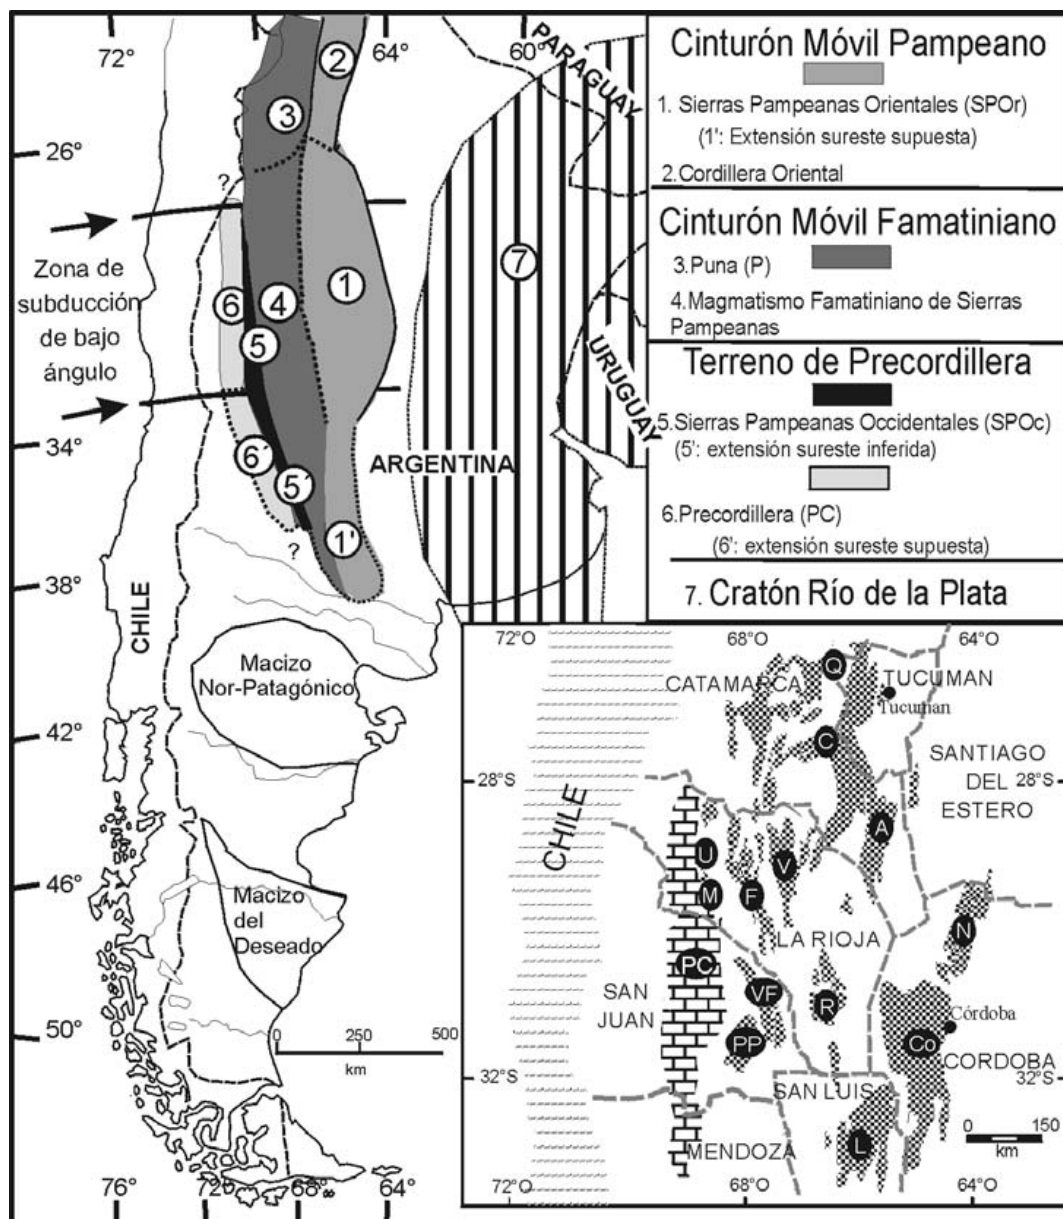 72°
64°
60°
PARAGUAY
2
3
26°
?
Zona de
subducción
de bajo
ángulo
7
1
6
4
5
URUGUAY
34°
6´
ARGENTINA
5´
1'
?
38°
CHILE
Macizo
Nor-Patagónico
42°
46°
Macizo
del
Deseado
50°
0 250 500
km
76°
72°
68°
64°
Cinturón Móvil Pampeano
1. Sierras Pampeanas Orientales (SPOr)
(1': Extensión sureste supuesta)
2. Cordillera Oriental
Cinturón Móvil Famatiniano
3. Puna (P)
4. Magmatismo Famatiniano de Sierras
Pampeanas
Terreno de Precordillera
5. Sierras Pampeanas Occidentales (SPOc)
(5': extensión sureste inferida)
6. Precordillera (PC)
(6': extensión sureste supuesta)
7. Cratón Río de la Plata
72°O
68°O
64°O
Q
CATAMARCA
TUCUMAN
Tucuman
C
SANTIAGO
DEL
ESTERO
28°S
28°S
CHILE
A
U
V
M
F
N
LA RIOJA
PC
VF
SAN
JUAN
R
Córdoba
PP
Co
CORDOBA
32°S
32°S
SAN LUIS
MENDOZA
L
0 150
km
72°O
68°O
64°O